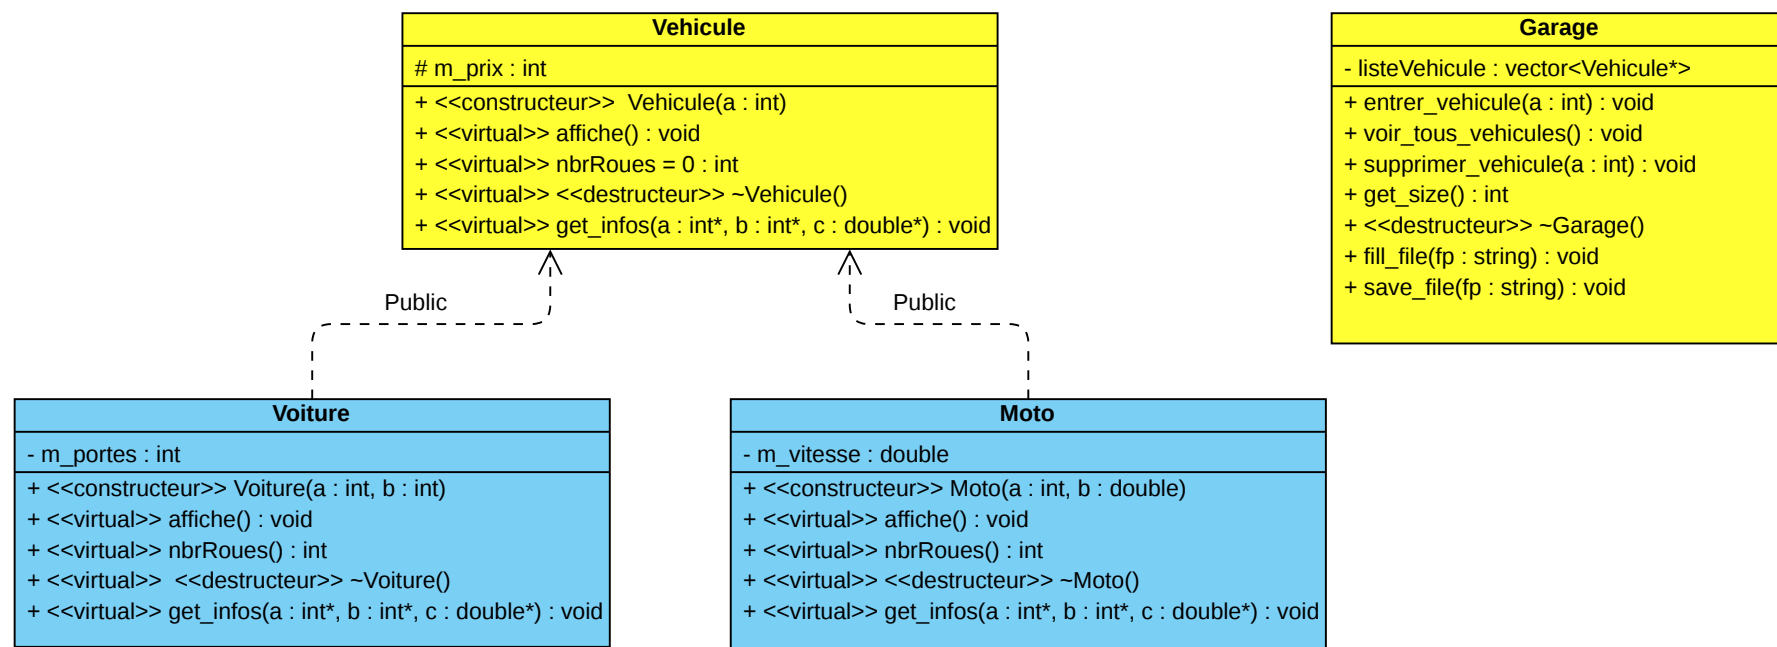 Vehicule
# m_prix : int
+ <<constructeur>>  Vehicule(a : int)
+ <<virtual>> affiche() : void
+ <<virtual>> nbrRoues = 0 : int
+ <<virtual>> <<destructeur>> ~Vehicule()
+ <<virtual>> get_infos(a : int*, b : int*, c : double*) : void
Garage
- listeVehicule : vector<Vehicule*>
+ entrer_vehicule(a : int) : void
+ voir_tous_vehicules() : void
+ supprimer_vehicule(a : int) : void
+ get_size() : int
+ <<destructeur>> ~Garage()
+ fill_file(fp : string) : void
+ save_file(fp : string) : void
Public
Public
Voiture
- m_portes : int
+ <<constructeur>> Voiture(a : int, b : int)
+ <<virtual>> affiche() : void
+ <<virtual>> nbrRoues() : int
+ <<virtual>>  <<destructeur>> ~Voiture()
+ <<virtual>> get_infos(a : int*, b : int*, c : double*) : void
Moto
- m_vitesse : double
+ <<constructeur>> Moto(a : int, b : double)
+ <<virtual>> affiche() : void
+ <<virtual>> nbrRoues() : int
+ <<virtual>> <<destructeur>> ~Moto()
+ <<virtual>> get_infos(a : int*, b : int*, c : double*) : void